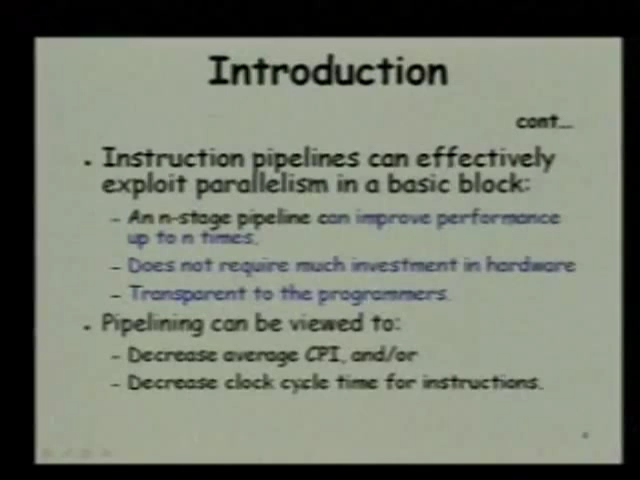 Introduction
cont...
• Instruction pipelines can effectively
exploit parallelism in a basic block:
– An n-stage pipeline can improve performance
up to n times.
– Does not require much investment in hardware
– Transparent to the programmers.
• Pipelining can be viewed to:
– Decrease average CPI, and/or
– Decrease clock cycle time for instructions.